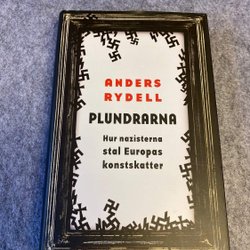 ANDERS
RYDELL
PLUNDRARNA
Hur nazisterna
stal Europas
konstskatter